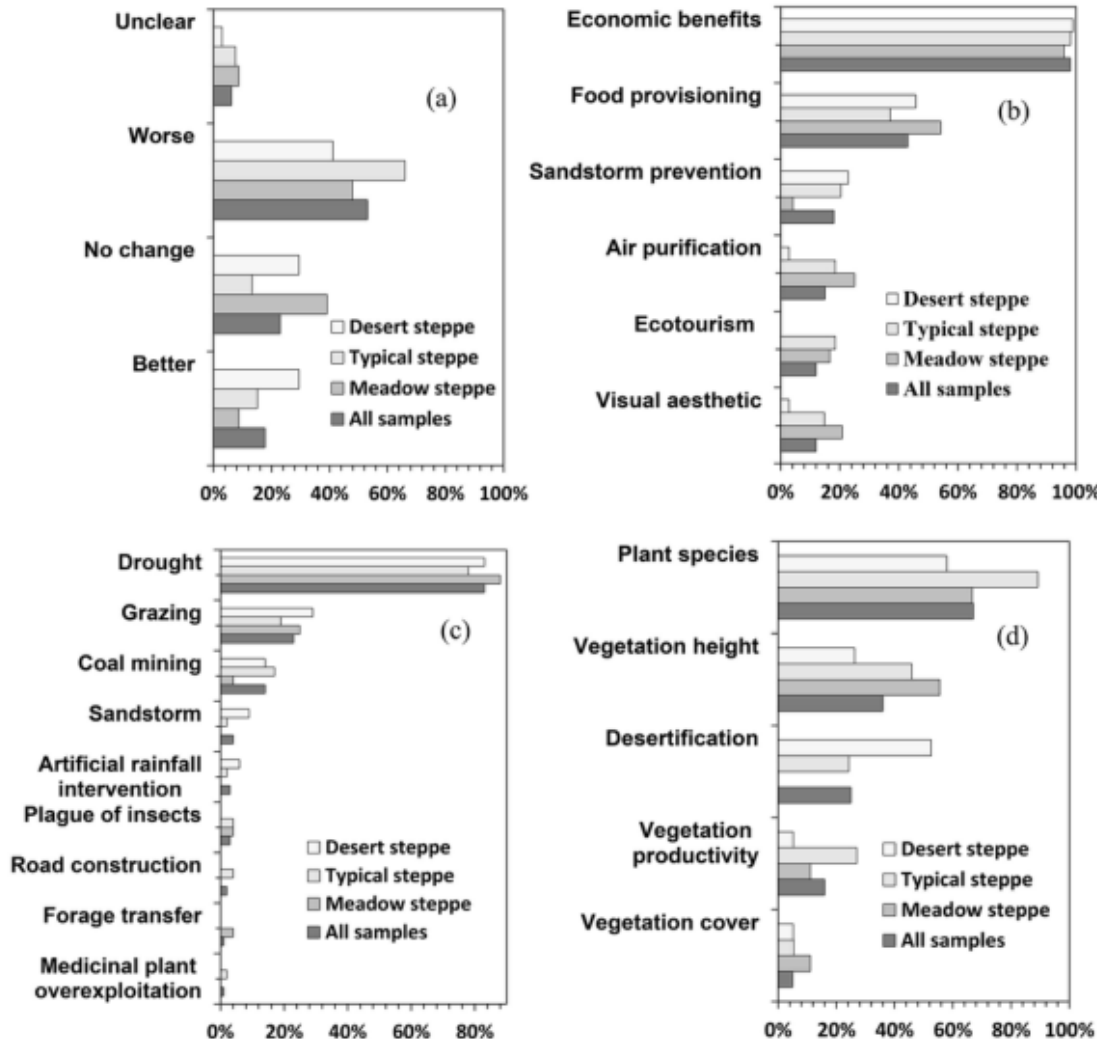 Unclear
Worse
No change
Better
(a)
Desert steppe
Typical steppe
Meadow steppe
All samples
0% 20% 40% 60% 80% 100%
Economic benefits
Food provisioning
Sandstorm prevention
Air purification
Ecotourism
Visual aesthetic
(b)
Desert steppe
Typical steppe
Meadow steppe
All samples
0% 20% 40% 60% 80% 100%
Drought
Grazing
Coal mining
Sandstorm
Artificial rainfall
intervention
Plague of insects
Road construction
Forage transfer
Medicinal plant
overexploitation
(c)
Desert steppe
Typical steppe
Meadow steppe
All samples
0% 20% 40% 60% 80%
Plant species
Vegetation height
Desertification
Vegetation
productivity
Vegetation cover
(d)
Desert steppe
Typical steppe
Meadow steppe
All samples
0% 20% 40% 60% 80% 100%